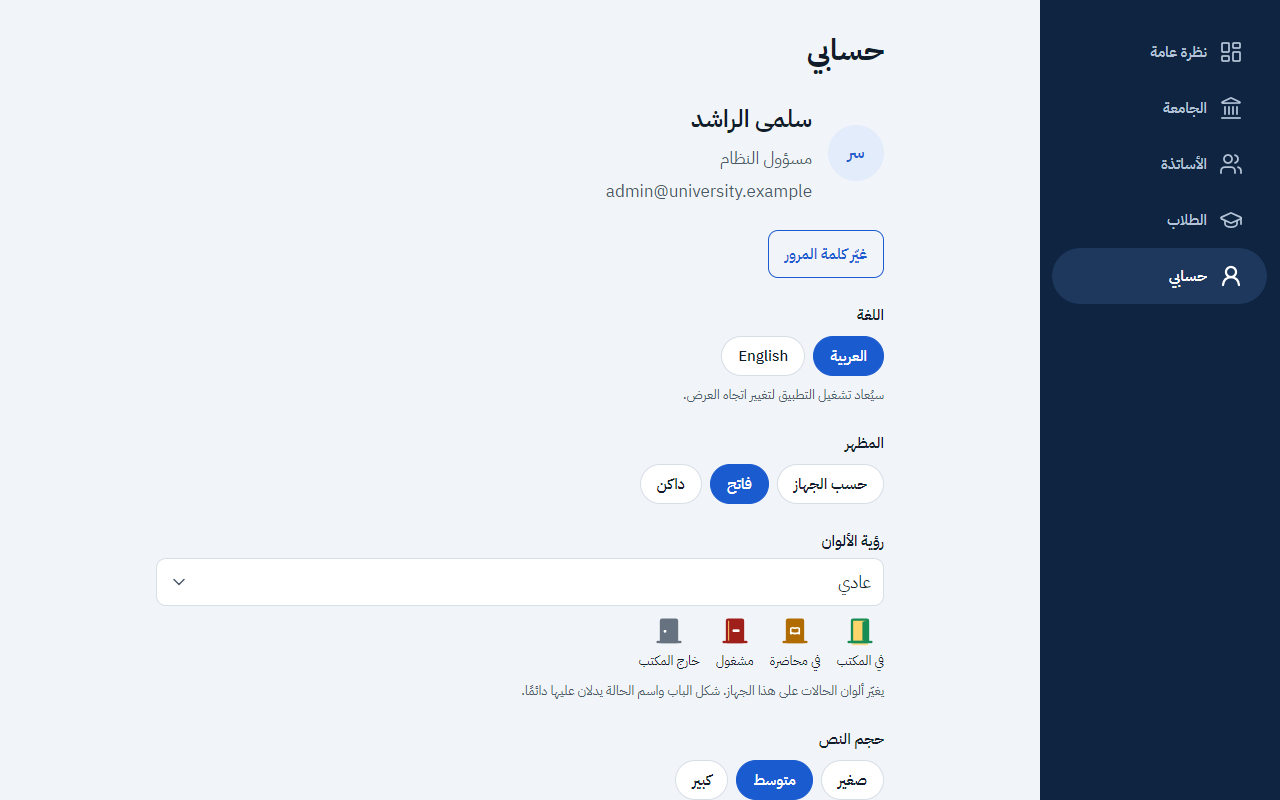 نظرة عامة
الجامعة
الأساتذة
الطلاب
حسابي
حسابي
سر
سلمى الراشد
مسؤول النظام
admin@university.example
غيّر كلمة المرور
اللغة
العربية English
سيُعاد تشغيل التطبيق لتغيير اتجاه العرض.
المظهر
حسب الجهاز فاتح داكن
رؤية الألوان
عادي
في المكتب في محاضرة مشغول خارج المكتب
يغيّر ألوان الحالات على هذا الجهاز. شكل الباب واسم الحالة يدلان عليها دائمًا.
حجم النص
صغير متوسط كبير